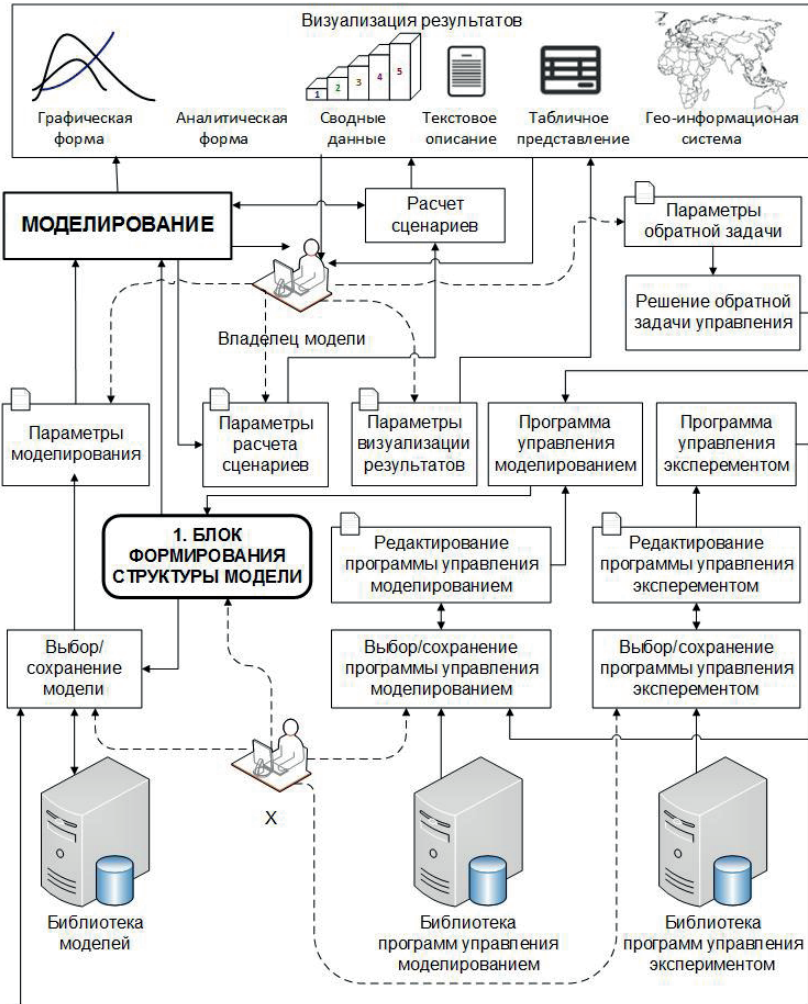 Визуализация результатов
1
2
3
4
5
Графическая
форма
Аналитическая
форма
Сводные
данные
Текстовое
описание
Табличное
представление
Гео-информационая
система
МОДЕЛИРОВАНИЕ
Расчет
сценариев
Параметры
обратной задачи
Решение обратной
задачи управления
Владелец модели
Параметры
моделирования
Параметры
расчета
сценариев
Параметры
визуализации
результатов
Программа
управления
моделированием
Программа
управления
эксперементом
1. БЛОК
ФОРМИРОВАНИЯ
СТРУКТУРЫ МОДЕЛИ
Редактирование
программы управления
моделированием
Редактирование
программы управления
эксперементом
Выбор/
сохранение
модели
Выбор/сохранение
программы управления
моделированием
Выбор/сохранение
программы управления
эксперементом
X
Библиотека
моделей
Библиотека
программ управления
моделированием
Библиотека
программ управления
экспериментом